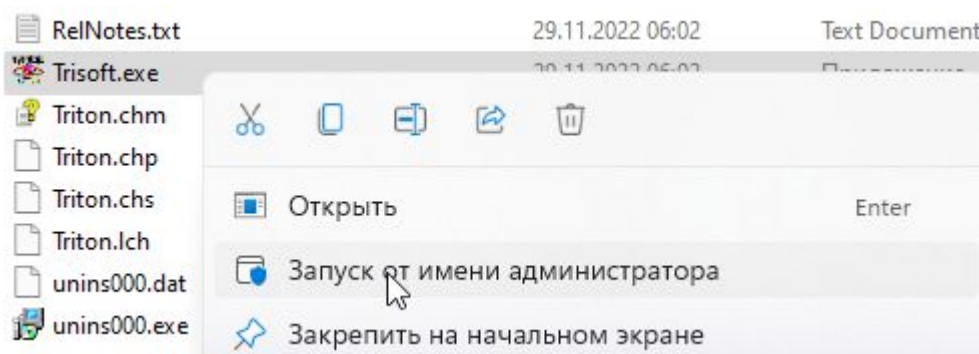 RelNotes.txt 29.11.2022 06:02 Text Document
Trisoft.exe
Triton.chm
Triton.chp
Triton.chs
Открыть Enter
Triton.lch
Запуск от имени администратора
unins000.dat
unins000.exe
Закрепить на начальном экране